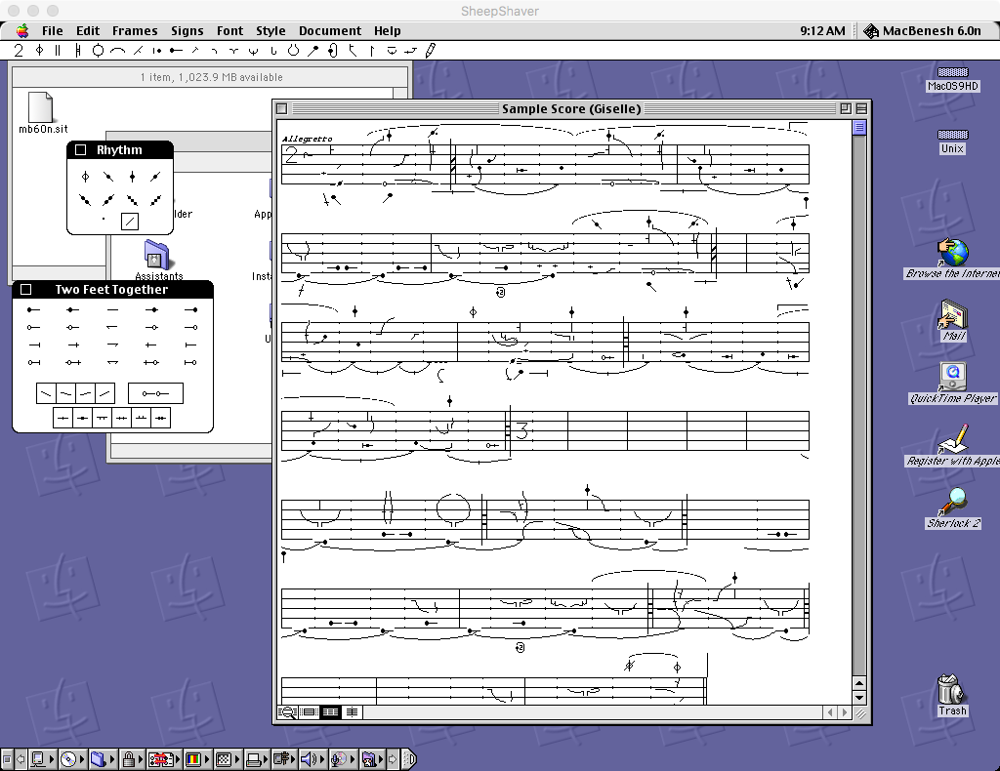 SheepShaver
File Edit Frames Signs Font Style Document Help 9:12 AM MacBenesh 6.0n
1 item, 1,023.9 MB available
mb60n.sit
Sample Score (Giselle)
Allegretto
Rhythm
lder
App
Assistants
Insta
Two Feet Together
U
2
3
MacOS9HD
Unix
Browse the Internet
Mail
QuickTime Player
Register with Apple
Sherlock 2
Trash